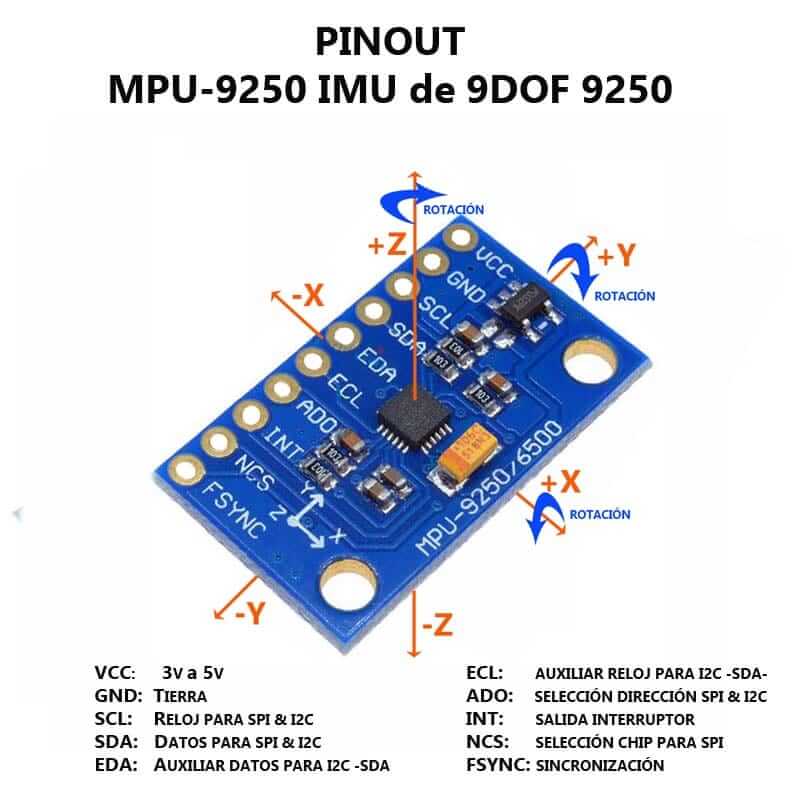 PINOUT
MPU-9250 IMU de 9DOF 9250
ROTACIÓN
+Z
VCC
+Y
GND
ROTACIÓN
-X
SCL
SDA
EDA
103
103
ECL
ADO
INT
103
NCS
FSYNC
Y
Z
X
MPU-9250/6500
+X
ROTACIÓN
-Y
-Z
VCC: 3V a 5V
GND: TIERRA
SCL: RELOJ PARA SPI & I2C
SDA: DATOS PARA SPI & I2C
EDA: AUXILIAR DATOS PARA I2C -SDA
ECL: AUXILIAR RELOJ PARA I2C -SDA-
ADO: SELECCIÓN DIRECCIÓN SPI & I2C
INT: SALIDA INTERRUPTOR
NCS: SELECCIÓN CHIP PARA SPI
FSYNC: SINCRONIZACIÓN